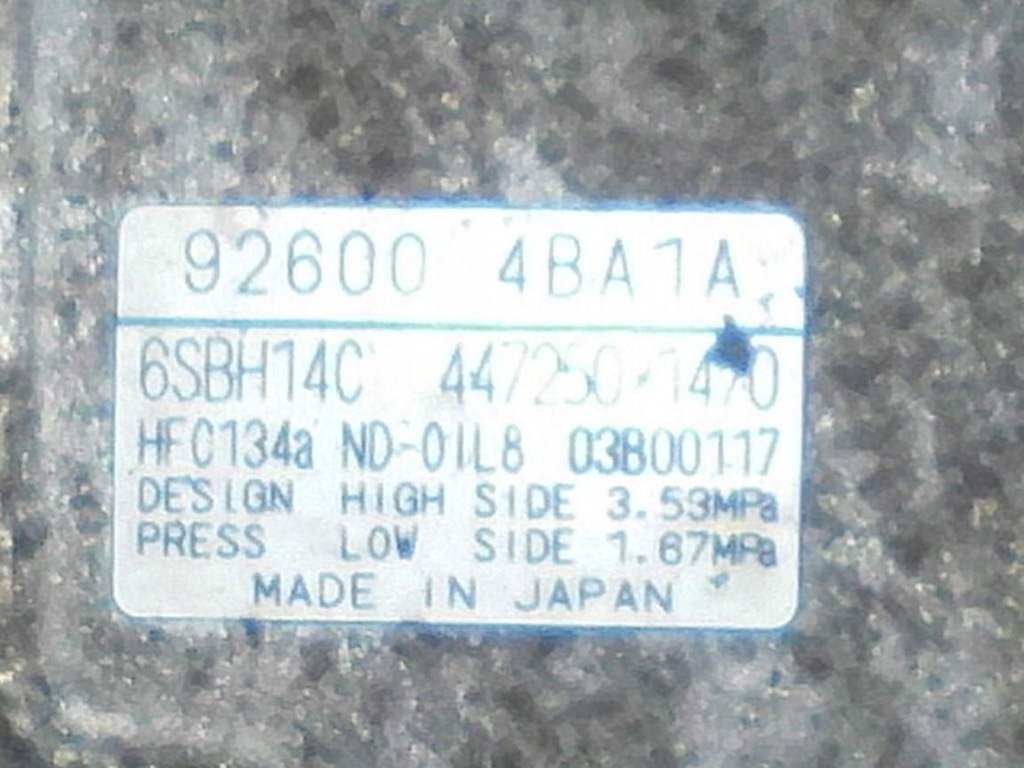 92600 4BA1A
6SBH14C 447250-1470
HFC134a ND-OIL8 03B00117
DESIGN HIGH SIDE 3.53MPa
PRESS LOW SIDE 1.67MPa
MADE IN JAPAN